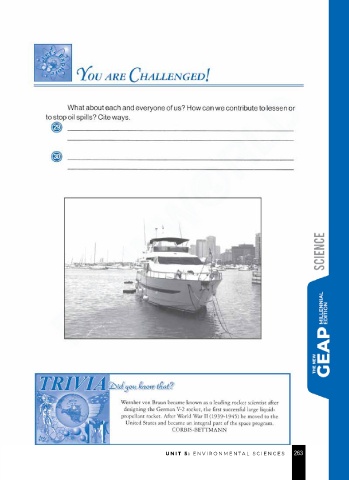 YOU ARE CHALLENGED!
What about each and everyone of us? How can we contribute to lessen or
to stop oil spills? Cite ways.
29
30
SCIENCE
THE NEW
GEAP MILLENNIAL
EDITION
TRIVIA Did you know that?
Wernher von Braun became known as a leading rocket scientist after
designing the German V-2 rocket, the first successful large liquid-
propellant rocket. After World War II (1939-1945) he moved to the
United States and became an integral part of the space program.
CORBIS-BETTMANN
UNIT 5: ENVIRONMENTAL SCIENCES 263